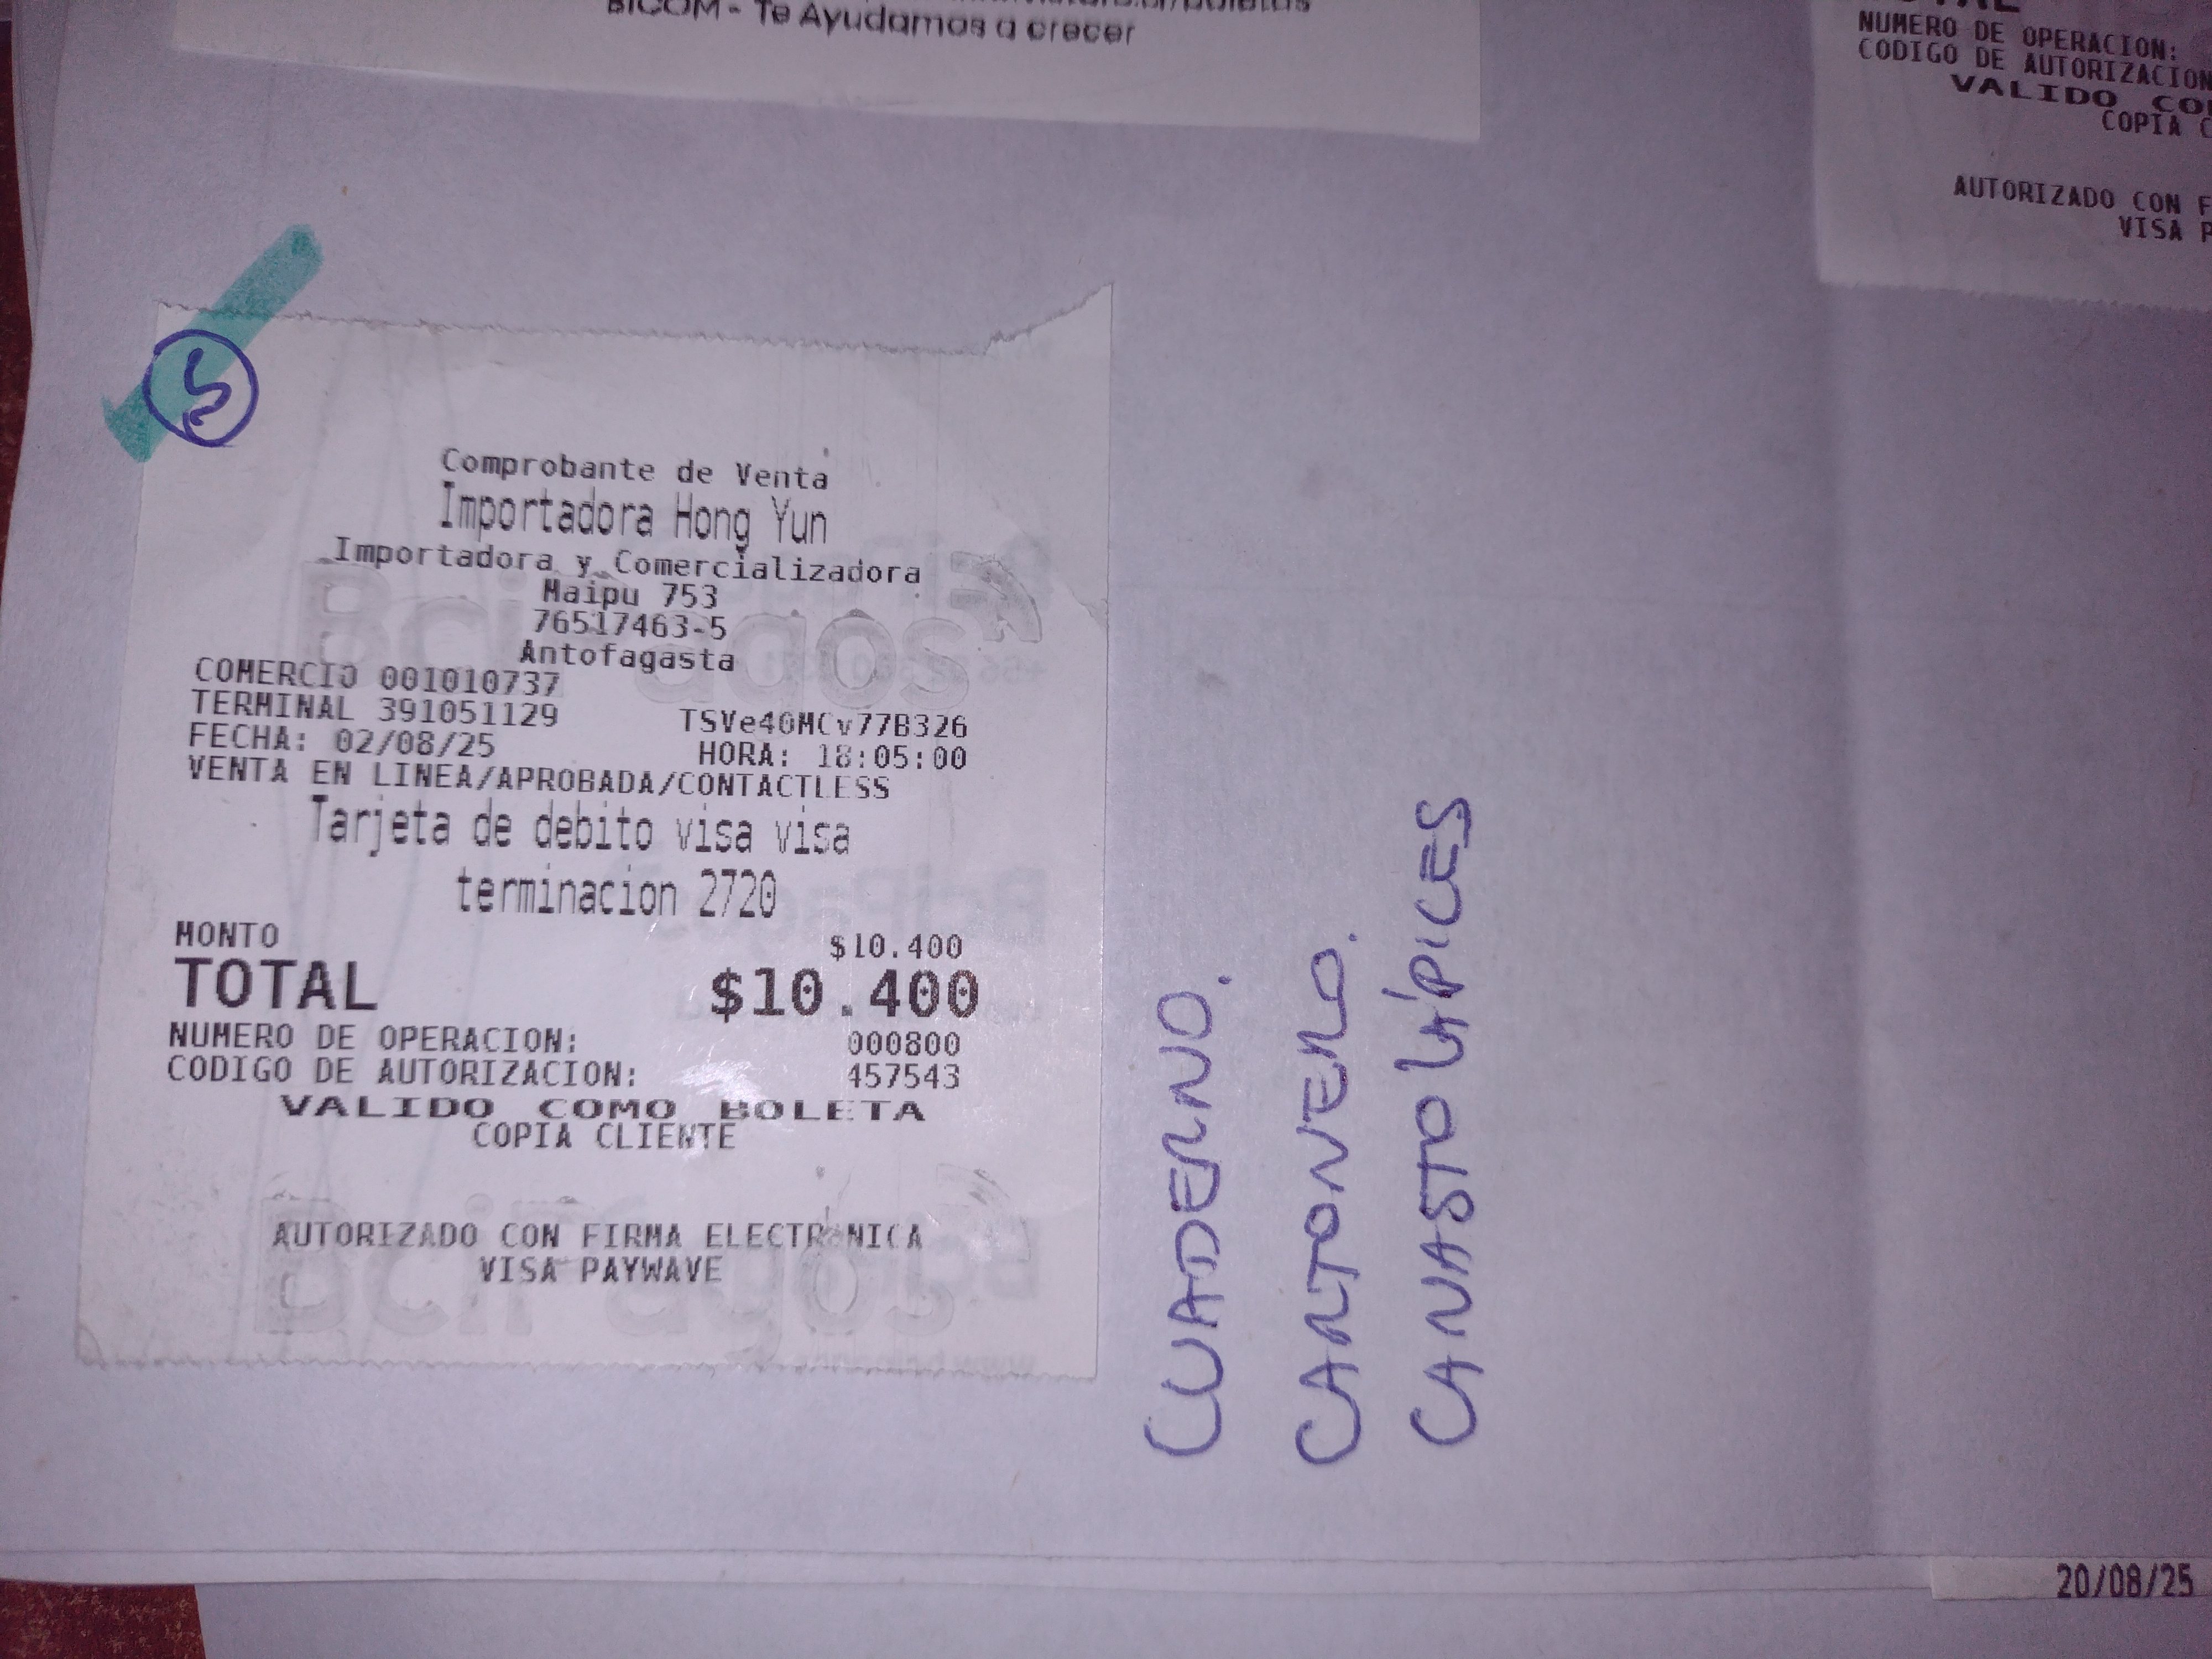 BICOM - Te Ayudamos a crecer
NUMERO DE OPERACION:
CODIGO DE AUTORIZACION
VALIDO
COPIA
AUTORIZADO CON
VISA
5
Comprobante de Venta
Importadora Hong Yun
Importadora y Comercializadora
Maipu 753
76517463-5
Antofagasta
COMERCIO 001010737
TERMINAL 391051129 TSVe40MCv77B326
FECHA: 02/08/25 HORA: 18:05:00
VENTA EN LINEA/APROBADA/CONTACTLESS
Tarjeta de debito visa visa
terminacion 2720
MONTO $10.400
TOTAL $10.400
NUMERO DE OPERACION: 000800
CODIGO DE AUTORIZACION: 457543
VALIDO COMO BOLETA
COPIA CLIENTE
AUTORIZADO CON FIRMA ELECTRONICA
VISA PAYWAVE
CUADERNO.
CARTONERO.
CANASTO LÁPICES
20/08/25